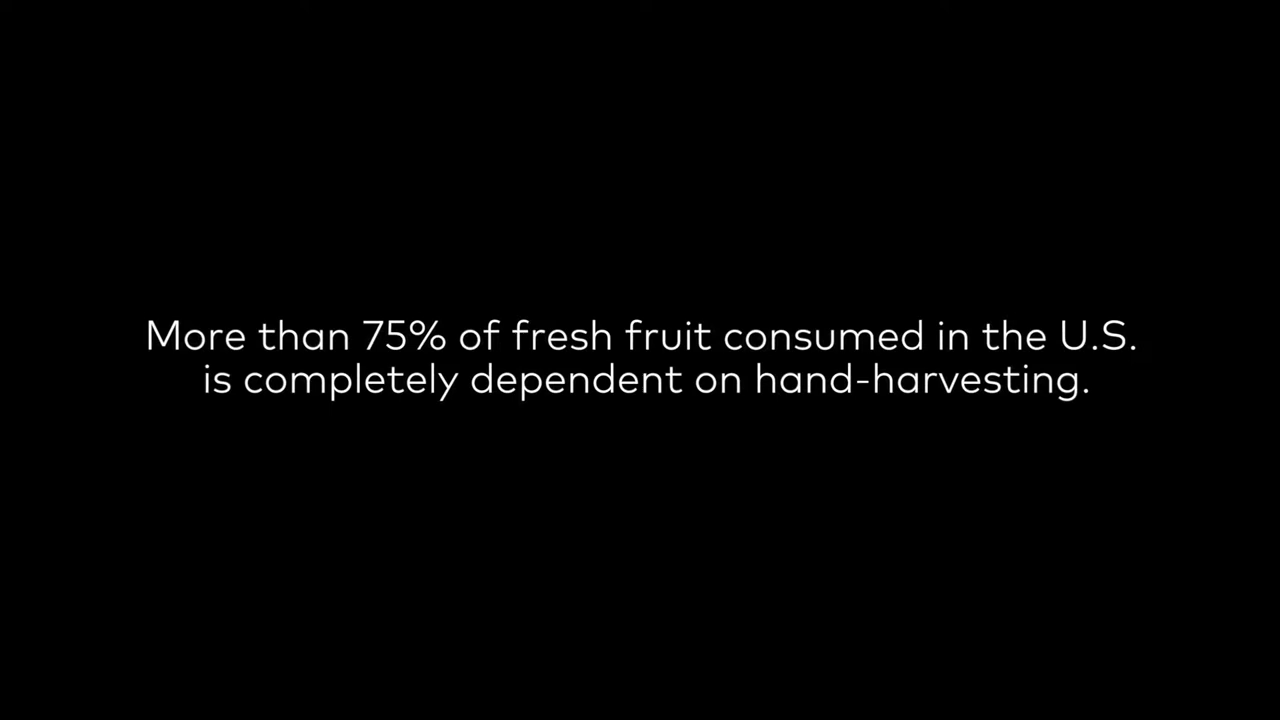 More than 75% of fresh fruit consumed in the U.S.
is completely dependent on hand-harvesting.